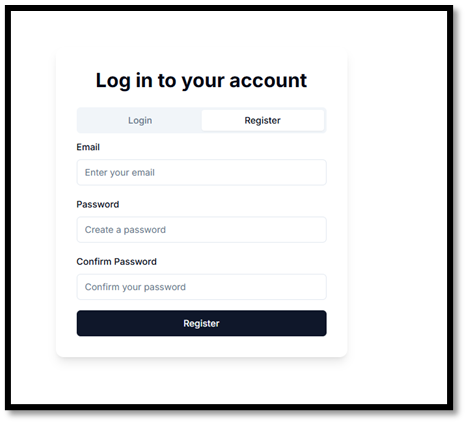 Log in to your account
Login Register
Email
Enter your email
Password
Create a password
Confirm Password
Confirm your password
Register